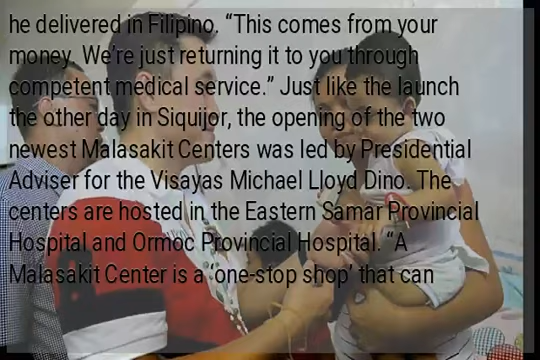 he delivered in Filipino. “This comes from your
money. We’re just returning it to you through
competent medical service.” Just like the launch
the other day in Siquijor, the opening of the two
newest Malasakit Centers was led by Presidential
Adviser for the Visayas Michael Lloyd Dino. The
centers are hosted in the Eastern Samar Provincial
Hospital and Ormoc Provincial Hospital. “A
Malasakit Center is a ‘one-stop shop’ that can